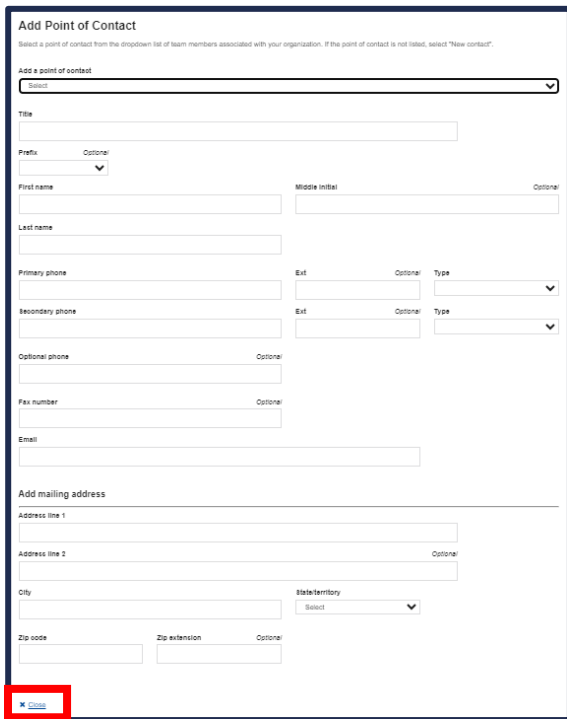 Add Point of Contact
Select a point of contact from the dropdown list of team members associated with your organization. If the point of contact is not listed, select "New contact".
Add a point of contact
Select
Title
Prefix Optional
First name Middle initial Optional
Last name
Primary phone Ext Optional Type
Secondary phone Ext Optional Type
Optional phone Optional
Fax number Optional
Email
Add mailing address
Address line 1
Address line 2 Optional
City State/territory
Select
Zip code Zip extension Optional
× Close